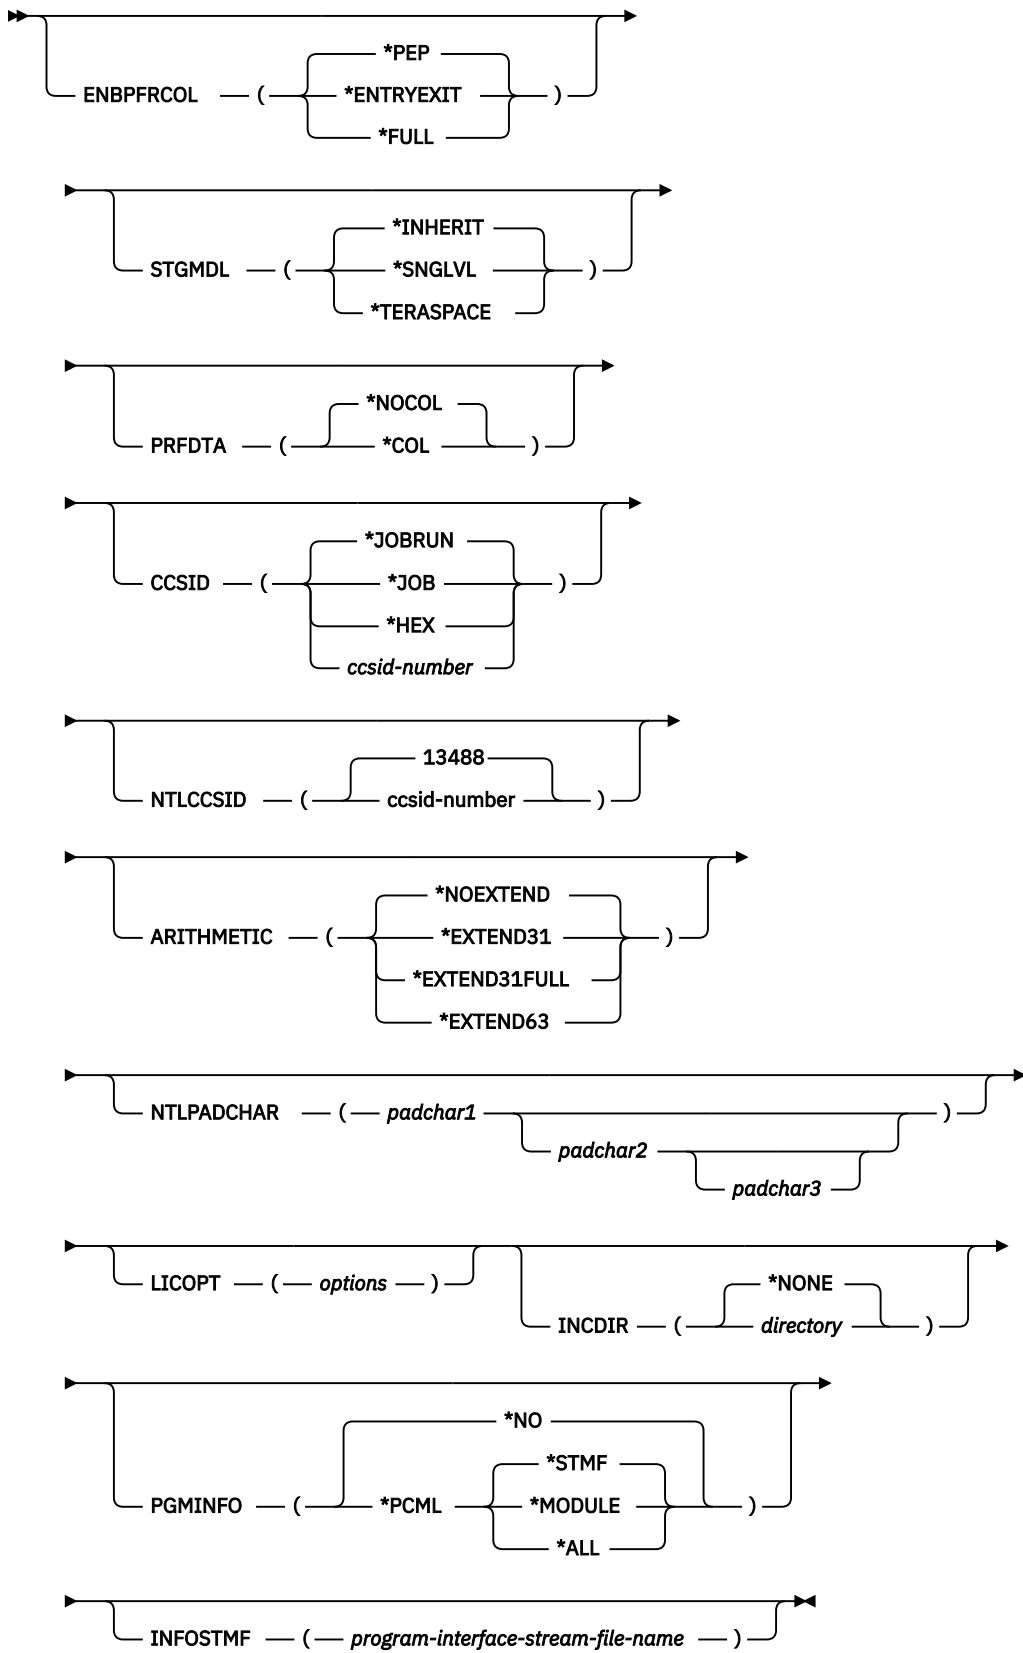 *PEP
ENBPFRCOL ( *ENTRYEXIT )
*FULL
*INHERIT
STGMDL ( *SNGLVL )
*TERASPACE
*NOCOL
PRFDTA ( *COL )
*JOBRUN
CCSID ( *JOB )
*HEX
ccsid-number
13488
NTLCCSID ( ccsid-number )
*NOEXTEND
ARITHMETIC ( *EXTEND31 )
*EXTEND31FULL
*EXTEND63
NTLPADCHAR ( padchar1 )
padchar2
padchar3
LICOPT ( options ) *NONE
INCDIR ( directory )
*NO
*STMF
PGMINFO ( *PCML *MODULE )
*ALL
INFOSTMF ( program-interface-stream-file-name )